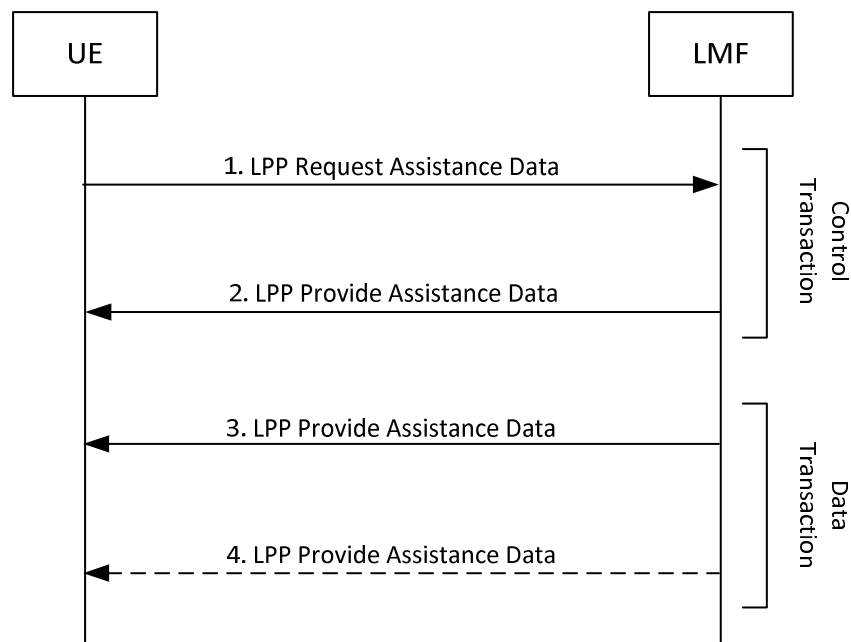 UE
LMF
1. LPP Request Assistance Data
Control
Transaction
2. LPP Provide Assistance Data
3. LPP Provide Assistance Data
Data
Transaction
4. LPP Provide Assistance Data